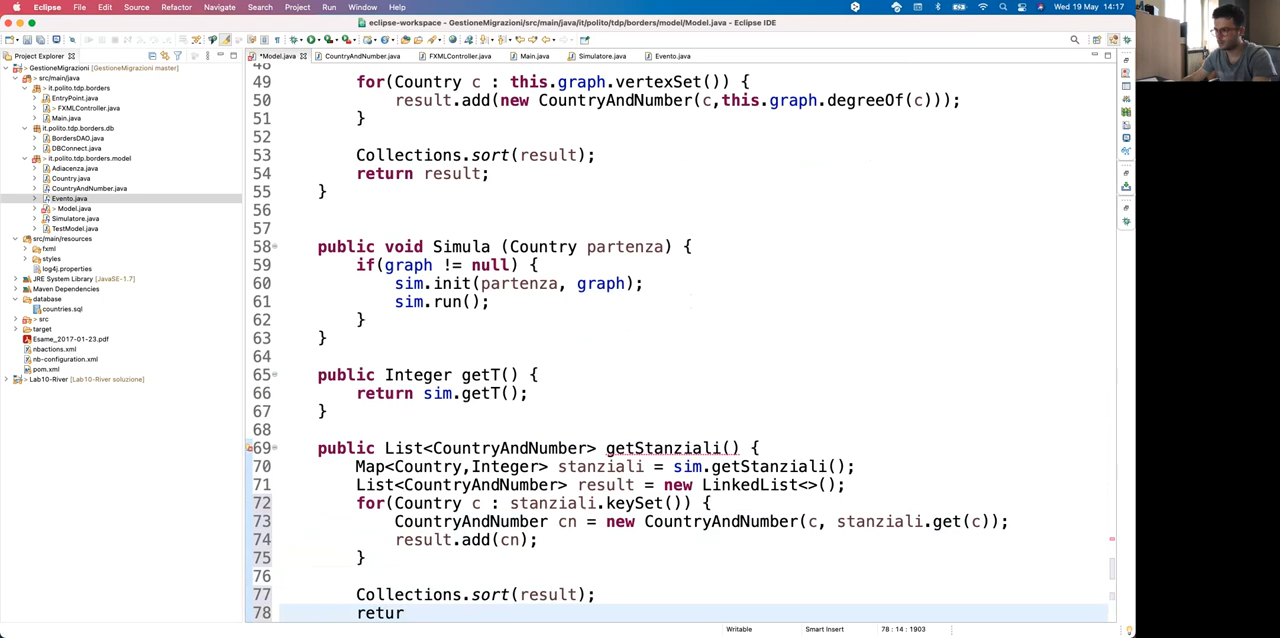 Eclipse File Edit Source Refactor Navigate Search Project Run Window Help Wed 19 May 14:17
eclipse-workspace - GestioneMigrazioni/src/main/java/it/polito/tdp/borders/model/Model.java - Eclipse IDE
Project Explorer
*Model.java CountryAndNumber.java FXMLController.java Main.java Simulatore.java Evento.java
GestioneMigrazioni [GestioneMigrazioni master]
src/main/java
it.polito.tdp.borders
EntryPoint.java
> FXMLController.java
Main.java
it.polito.tdp.borders.db
BordersDAO.java
DBConnect.java
> it.polito.tdp.borders.model
Adiacenza.java
Country.java
CountryAndNumber.java
Evento.java
> Model.java
Simulatore.java
TestModel.java
src/main/resources
fxml
styles
log4j.properties
JRE System Library [JavaSE-1.7]
Maven Dependencies
database
countries.sql
> src
target
Esame_2017-01-23.pdf
nbactions.xml
nb-configuration.xml
pom.xml
Lab10-River [Lab10-River soluzione]
48
49 for(Country c : this.graph.vertexSet()) {
50 result.add(new CountryAndNumber(c,this.graph.degreeOf(c)));
51 }
52
53 Collections.sort(result);
54 return result;
55 }
56
57
58 public void Simula (Country partenza) {
59 if(graph != null) {
60 sim.init(partenza, graph);
61 sim.run();
62 }
63 }
64
65 public Integer getT() {
66 return sim.getT();
67 }
68
69 public List<CountryAndNumber> getStanziali() {
70 Map<Country,Integer> stanziali = sim.getStanziali();
71 List<CountryAndNumber> result = new LinkedList<>();
72 for(Country c : stanziali.keySet()) {
73 CountryAndNumber cn = new CountryAndNumber(c, stanziali.get(c));
74 result.add(cn);
75 }
76
77 Collections.sort(result);
78 retur
Writable Smart Insert 78 : 14 : 1903